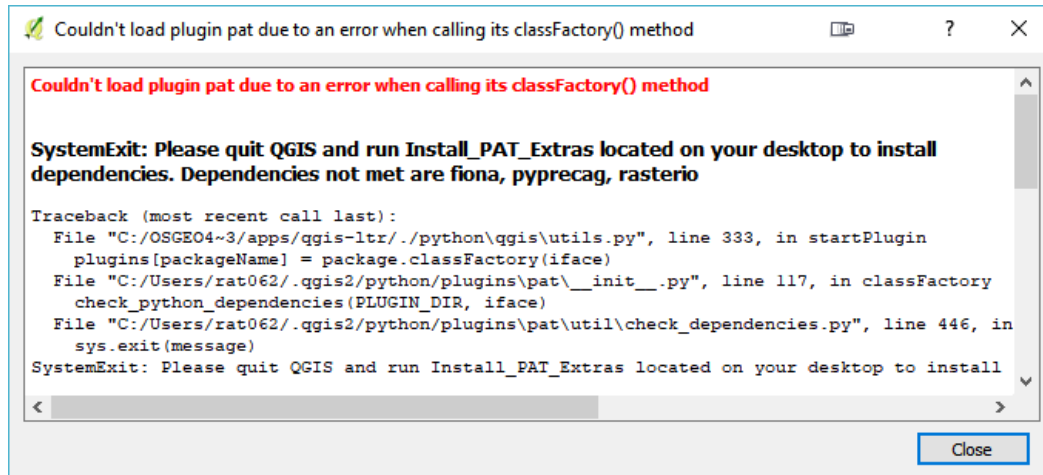 Couldn't load plugin pat due to an error when calling its classFactory() method
?
Couldn't load plugin pat due to an error when calling its classFactory() method
SystemExit: Please quit QGIS and run Install_PAT_Extras located on your desktop to install
dependencies. Dependencies not met are fiona, pyprecag, rasterio
Traceback (most recent call last):
  File "C:/OSGEO4~3/apps/qgis-ltr/./python\qgis\utils.py", line 333, in startPlugin
    plugins[packageName] = package.classFactory(iface)
  File "C:/Users/rat062/.qgis2/python/plugins\pat\__init__.py", line 117, in classFactory
    check_python_dependencies(PLUGIN_DIR, iface)
  File "C:/Users/rat062/.qgis2/python/plugins\pat\util\check_dependencies.py", line 446, in
    sys.exit(message)
SystemExit: Please quit QGIS and run Install_PAT_Extras located on your desktop to install
Close